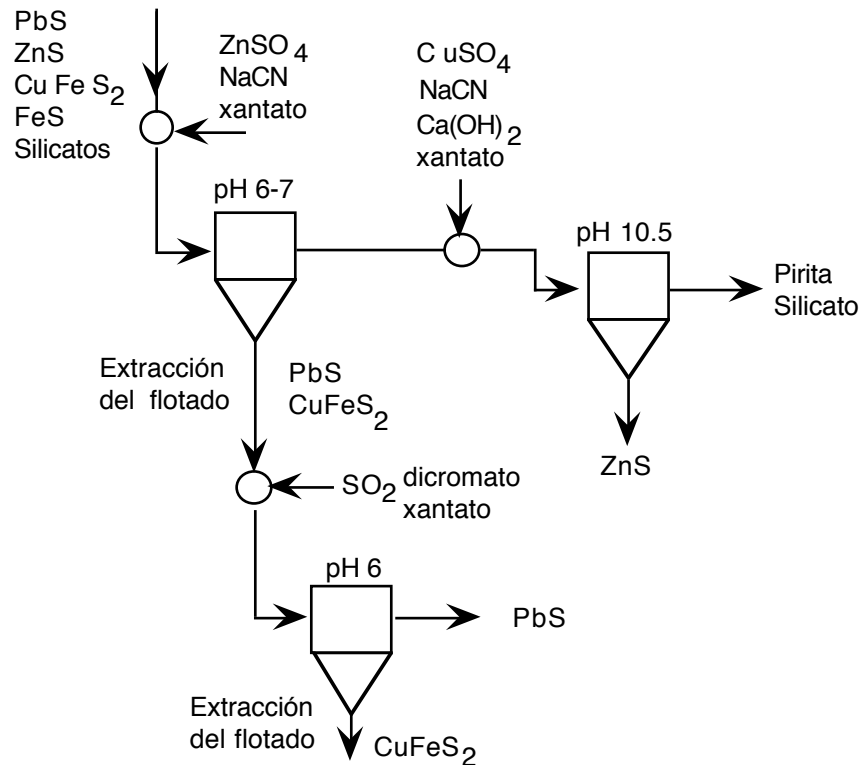 PbS
ZnS
Cu Fe S2
FeS
Silicatos
ZnSO4
NaCN
xantato
C uSO4
NaCN
Ca(OH)2
xantato
pH 6-7
pH 10.5
Pirita
Silicato
Extracción
del flotado
PbS
CuFeS2
ZnS
SO2 dicromato
xantato
pH 6
PbS
Extracción
del flotado
CuFeS2